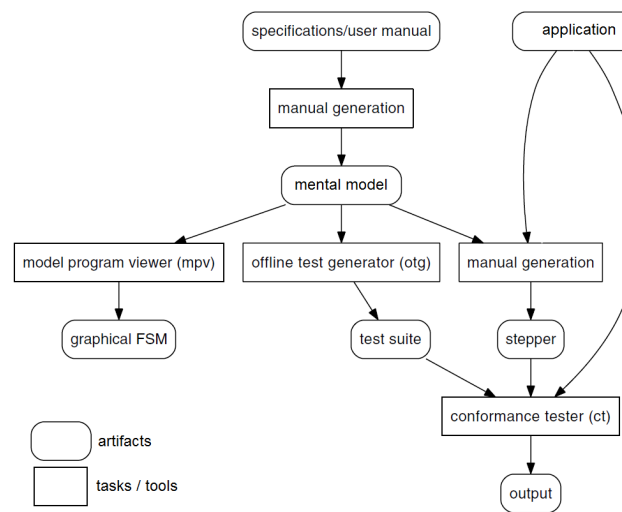 specifications/user manual
application
manual generation
mental model
model program viewer (mpv)
offline test generator (otg)
manual generation
graphical FSM
test suite
stepper
conformance tester (ct)
artifacts
tasks / tools
output